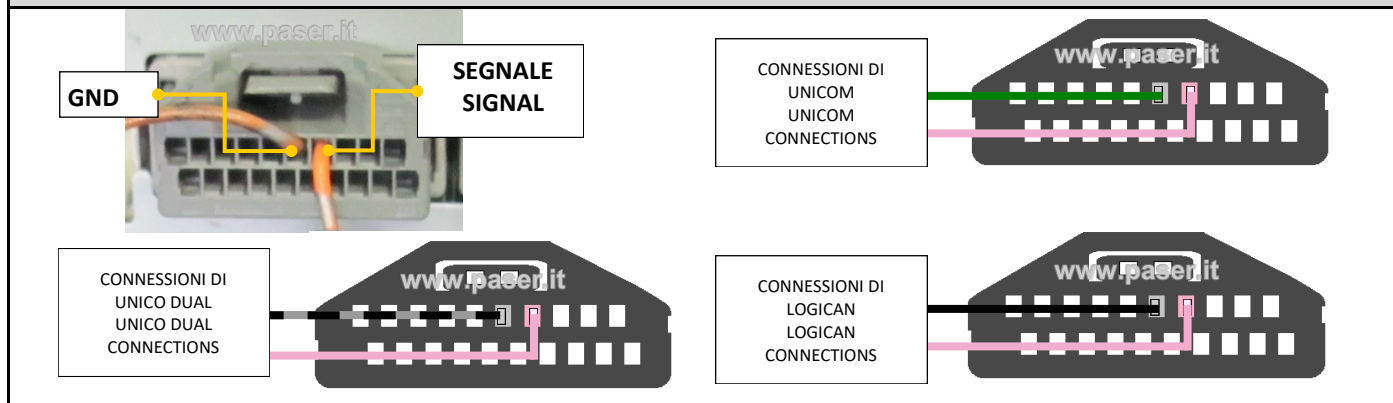 www.paser.it
GND
SEGNALE
SIGNAL
CONNESSIONI DI
UNICOM
UNICOM
CONNECTIONS
www.paser.it
CONNESSIONI DI
UNICO DUAL
UNICO DUAL
CONNECTIONS
www.paser.it
CONNESSIONI DI
LOGICAN
LOGICAN
CONNECTIONS
www.paser.it